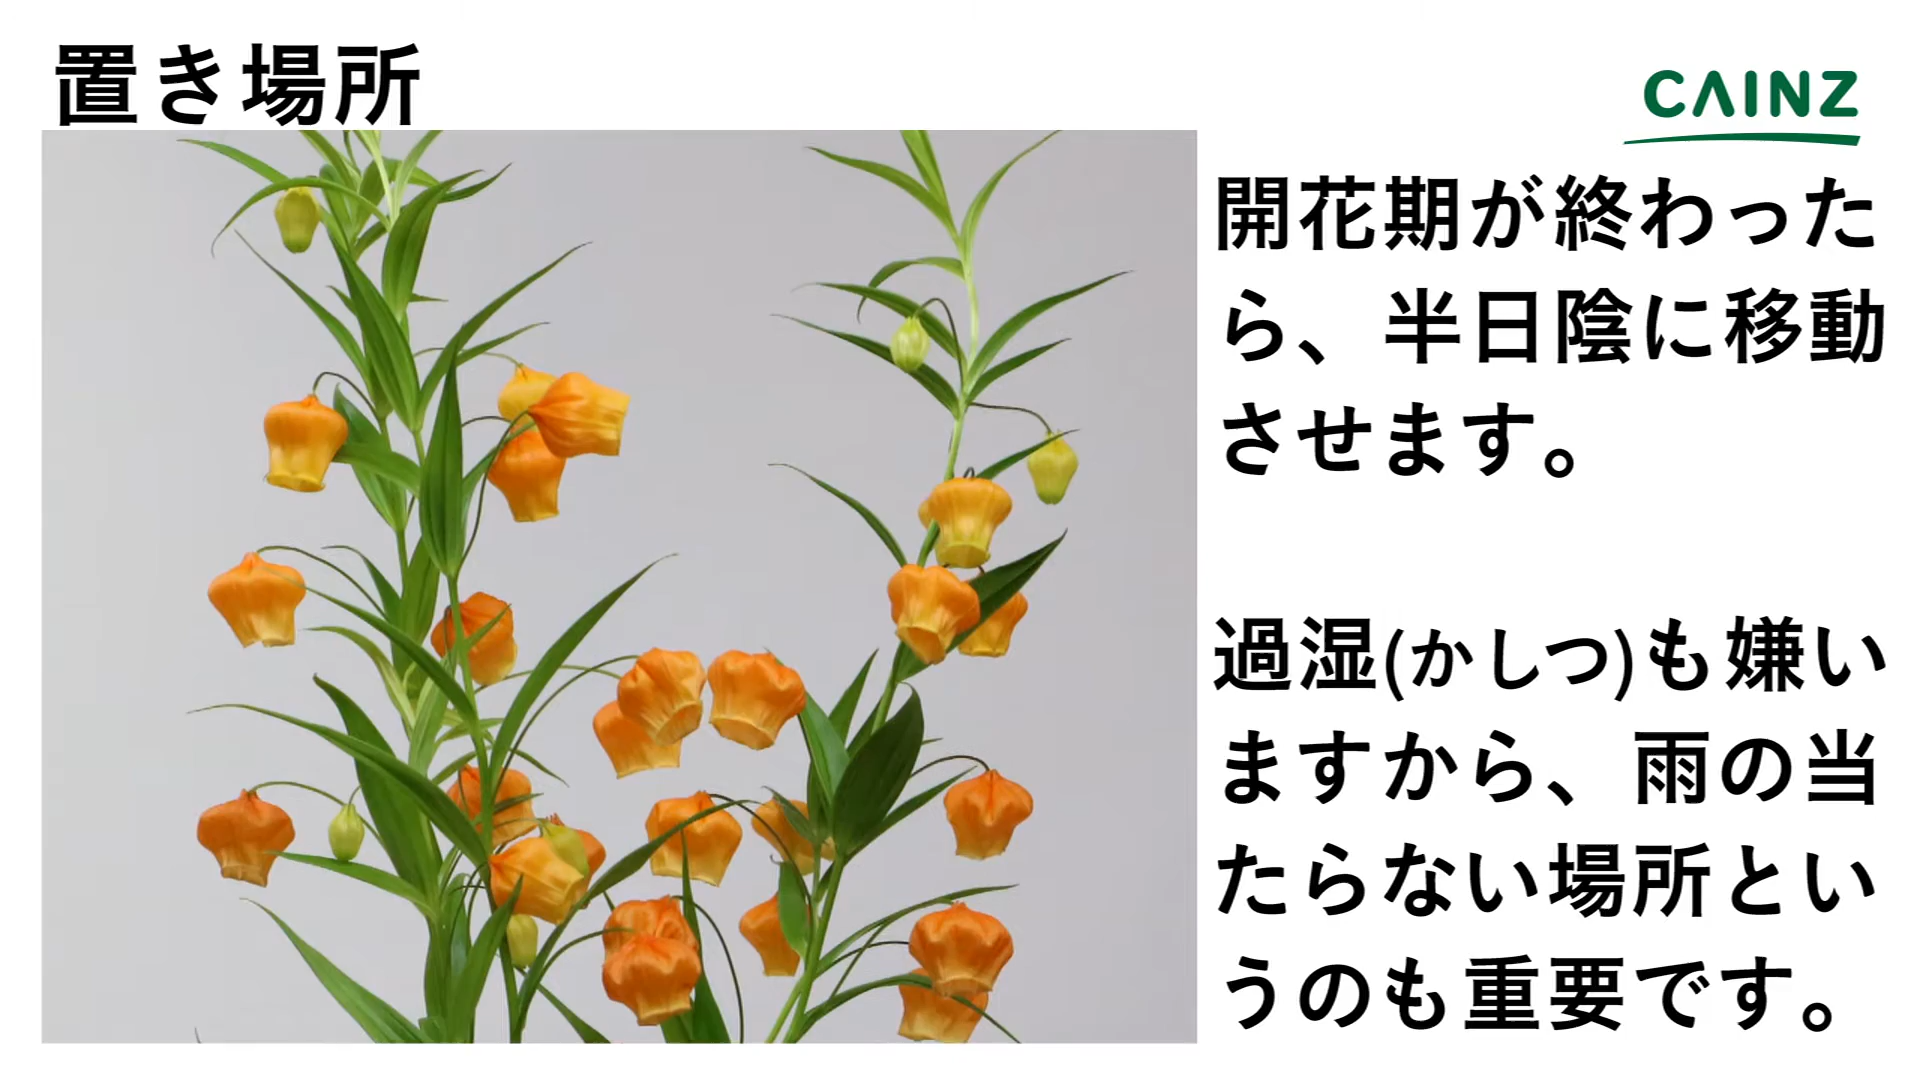 置き場所
CAINZ
開花期が終わった
ら、半日陰に移動
させます。
過湿(かしつ)も嫌い
ますから、雨の当
たらない場所とい
うのも重要です。